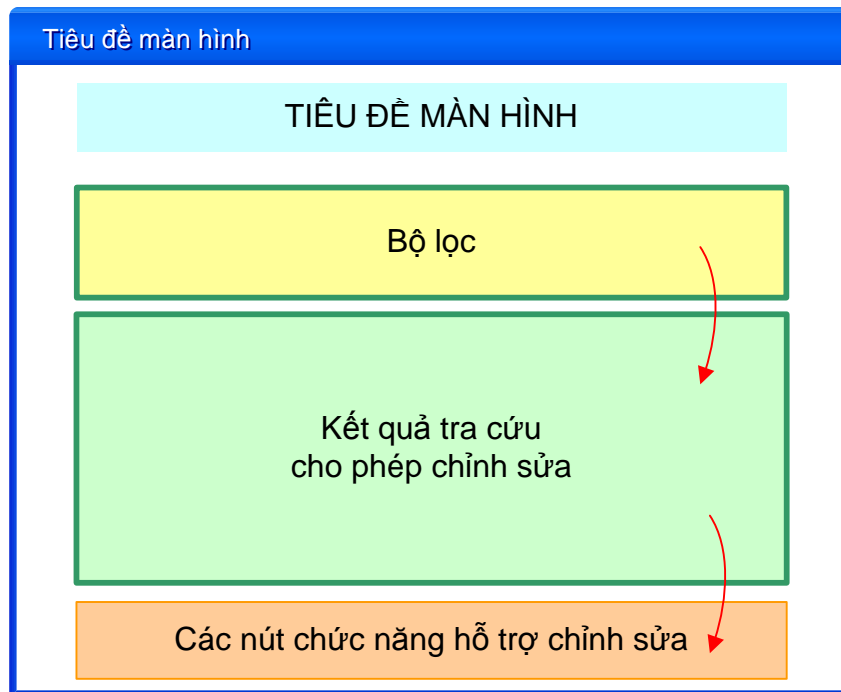 Tiêu đề màn hình
TIÊU ĐỀ MÀN HÌNH
Bộ lọc
Kết quả tra cứu
cho phép chỉnh sửa
Các nút chức năng hỗ trợ chỉnh sửa